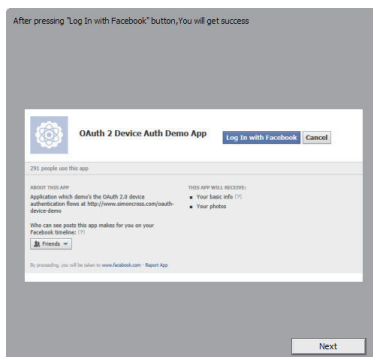 After pressing "Log In with Facebook" button,You will get success
OAuth 2 Device Auth Demo App
Log In with Facebook
Cancel
291 people use this app
ABOUT THIS APP
Application which demo's the OAuth 2.0 device
authentication flows at http://www.simoncross.com/oauth-
device-demo
Who can see posts this app makes for you on your
Facebook timeline: [?]
Friends
THIS APP WILL RECEIVE:
Your basic info [?]
Your photos
By proceeding, you will be taken to www.facebook.com · Report App
Next